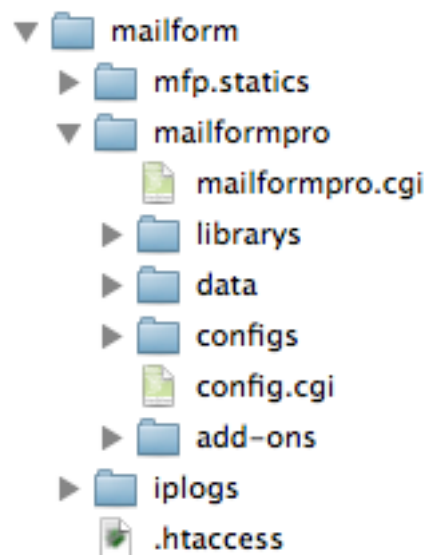 mailform
mfp.statics
mailformpro
mailformpro.cgi
librarys
data
configs
config.cgi
add-ons
iplogs
.htaccess